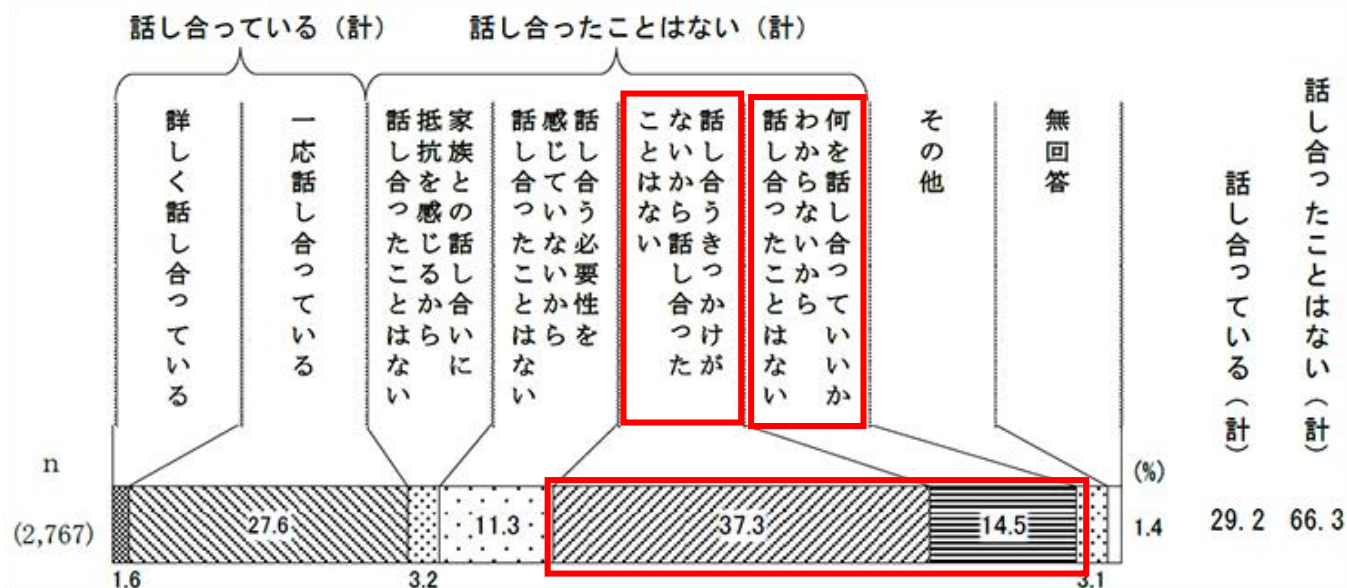 話し合っている（計）
話し合ったことはない（計）
詳しく話し合っている
一応話し合っている
家族との話し合いに
抵抗を感じるから
話し合ったことはない
話し合う必要性を
感じていないから
話し合ったことはない
話し合うきっかけが
ないから話し合った
ことはない
何を話し合っていいか
わからないから
話し合ったことはない
その他
無回答
話し合っている（計）
話し合ったことはない（計）
n
(%)
(2,767)
27.6
11.3
37.3
14.5
1.4
29.2
66.3
1.6
3.2
3.1